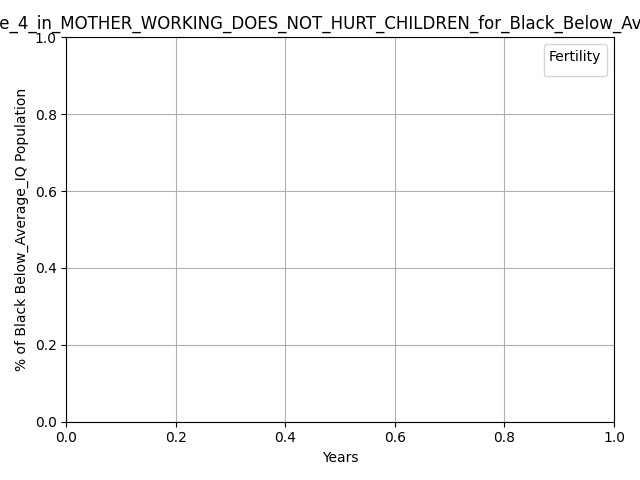 e_4_in_MOTHER_WORKING_DOES_NOT_HURT_CHILDREN_for_Black_Below_Av
Fertility
1.0
0.8
0.6
0.4
0.2
0.0
% of Black Below_Average_IQ Population
0.0 0.2 0.4 0.6 0.8 1.0
Years